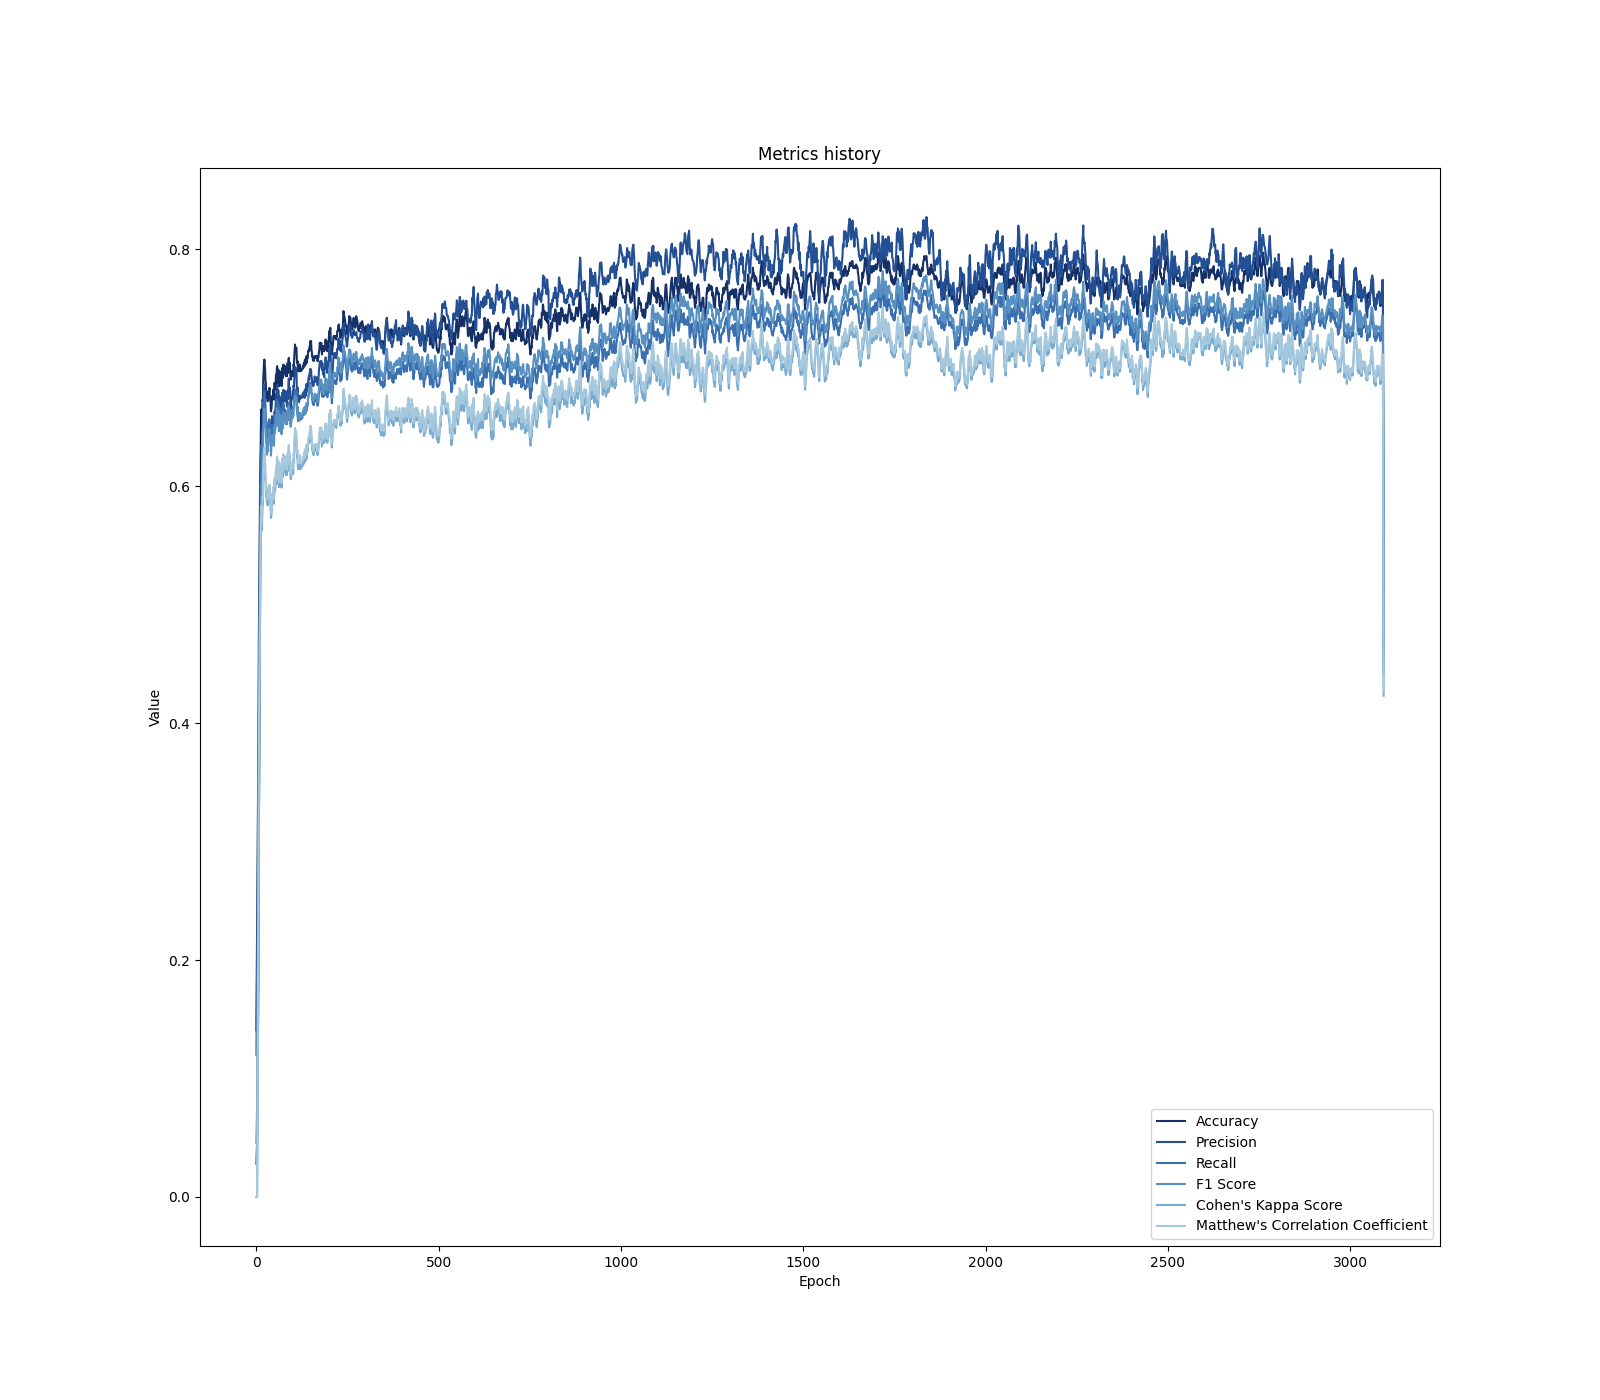 Metrics history
0.8
0.6
0.4
0.2
0.0
Value
0 500 1000 1500 2000 2500 3000
Epoch
Accuracy
Precision
Recall
F1 Score
Cohen's Kappa Score
Matthew's Correlation Coefficient